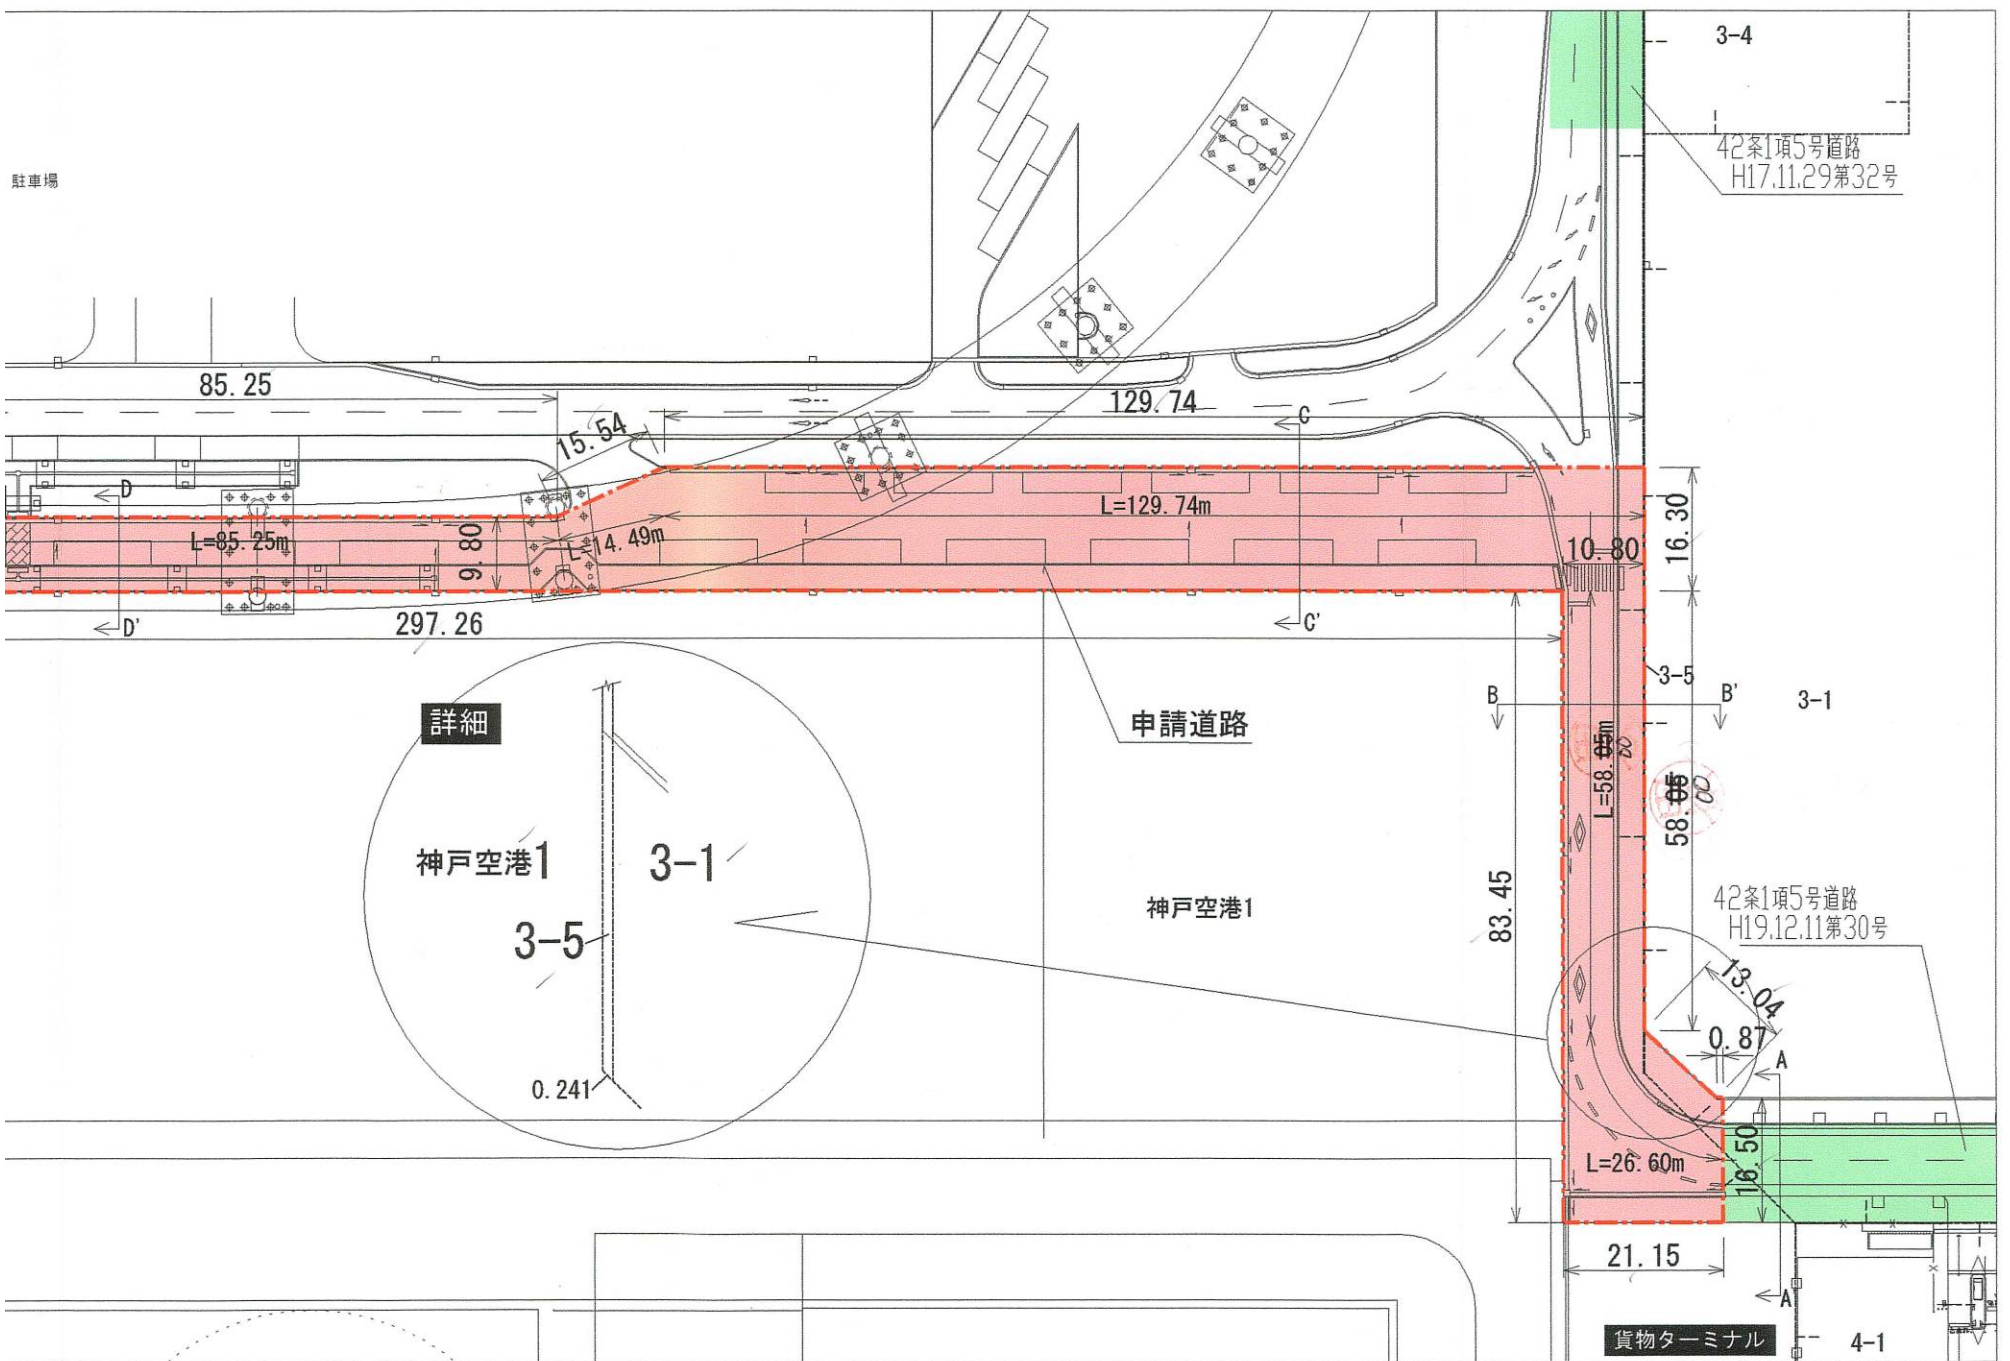 3-4
42条1項5号道路
H17.11.29第32号
駐車場
85.25
129.74
C
15.54
D
L=129.74m
L=85.25m
9.80
L=14.49m
10.80
16.30
D'
297.26
C'
3-5
B
B'
3-1
詳細
申請道路
L=58.05m
00
58.05
00
神戸空港1
3-1
3-5
0.241
神戸空港1
83.45
42条1項5号道路
H19.12.11第30号
13.04
0.87
A
16.50
L=26.60m
21.15
A'
貨物ターミナル
4-1